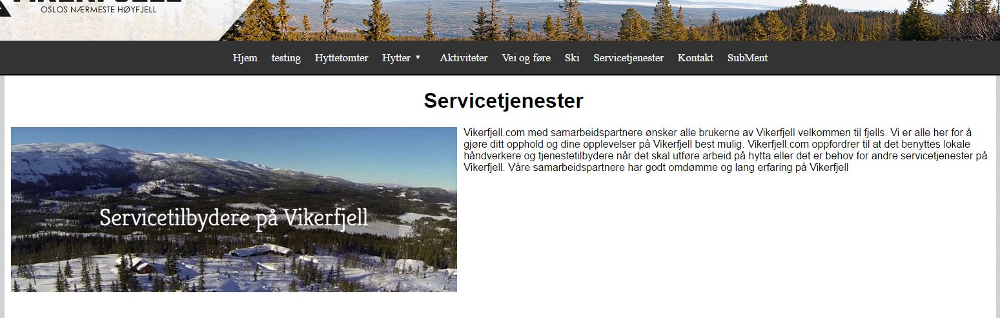 OSLOS NÆRMESTE HØYFJELL
Hjem testing Hyttetomter Hytter ▼ Aktiviteter Vei og føre Ski Servicetjenester Kontakt SubMent
Servicetjenester
Servicetilbydere på Vikerfjell
Vikerfjell.com med samarbeidspartnere ønsker alle brukerne av Vikerfjell velkommen til fjells. Vi er alle her for å
gjøre ditt opphold og dine opplevelser på Vikerfjell best mulig. Vikerfjell.com oppfordrer til at det benyttes lokale
håndverkere og tjenestetilbydere når det skal utføre arbeid på hytta eller det er behov for andre servicetjenester på
Vikerfjell. Våre samarbeidspartnere har godt omdømme og lang erfaring på Vikerfjell